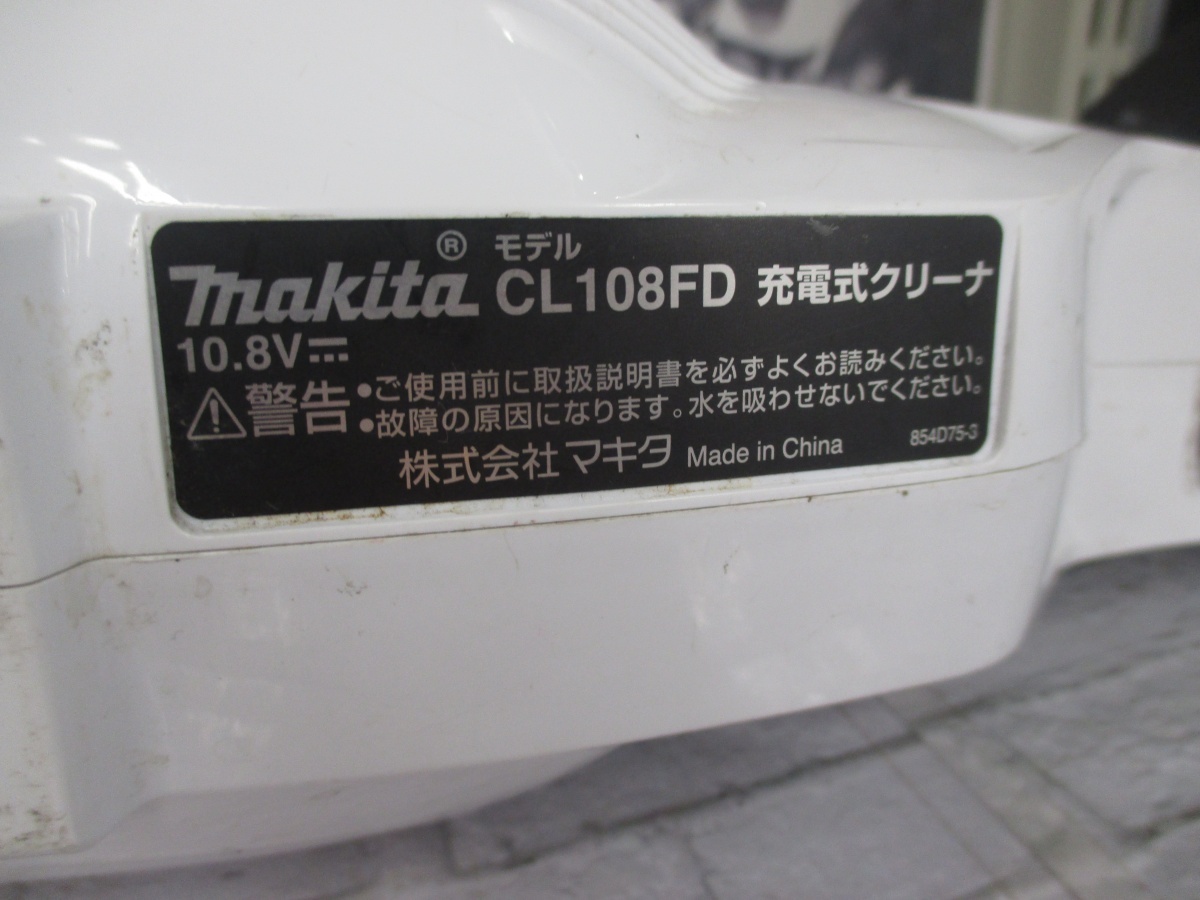 makita® モデル CL108FD 充電式クリーナ
10.8V⎓
⚠警告 •ご使用前に取扱説明書を必ずよくお読みください。
•故障の原因になります。水を吸わせないでください。
株式会社 マキタ Made in China 854D75-3